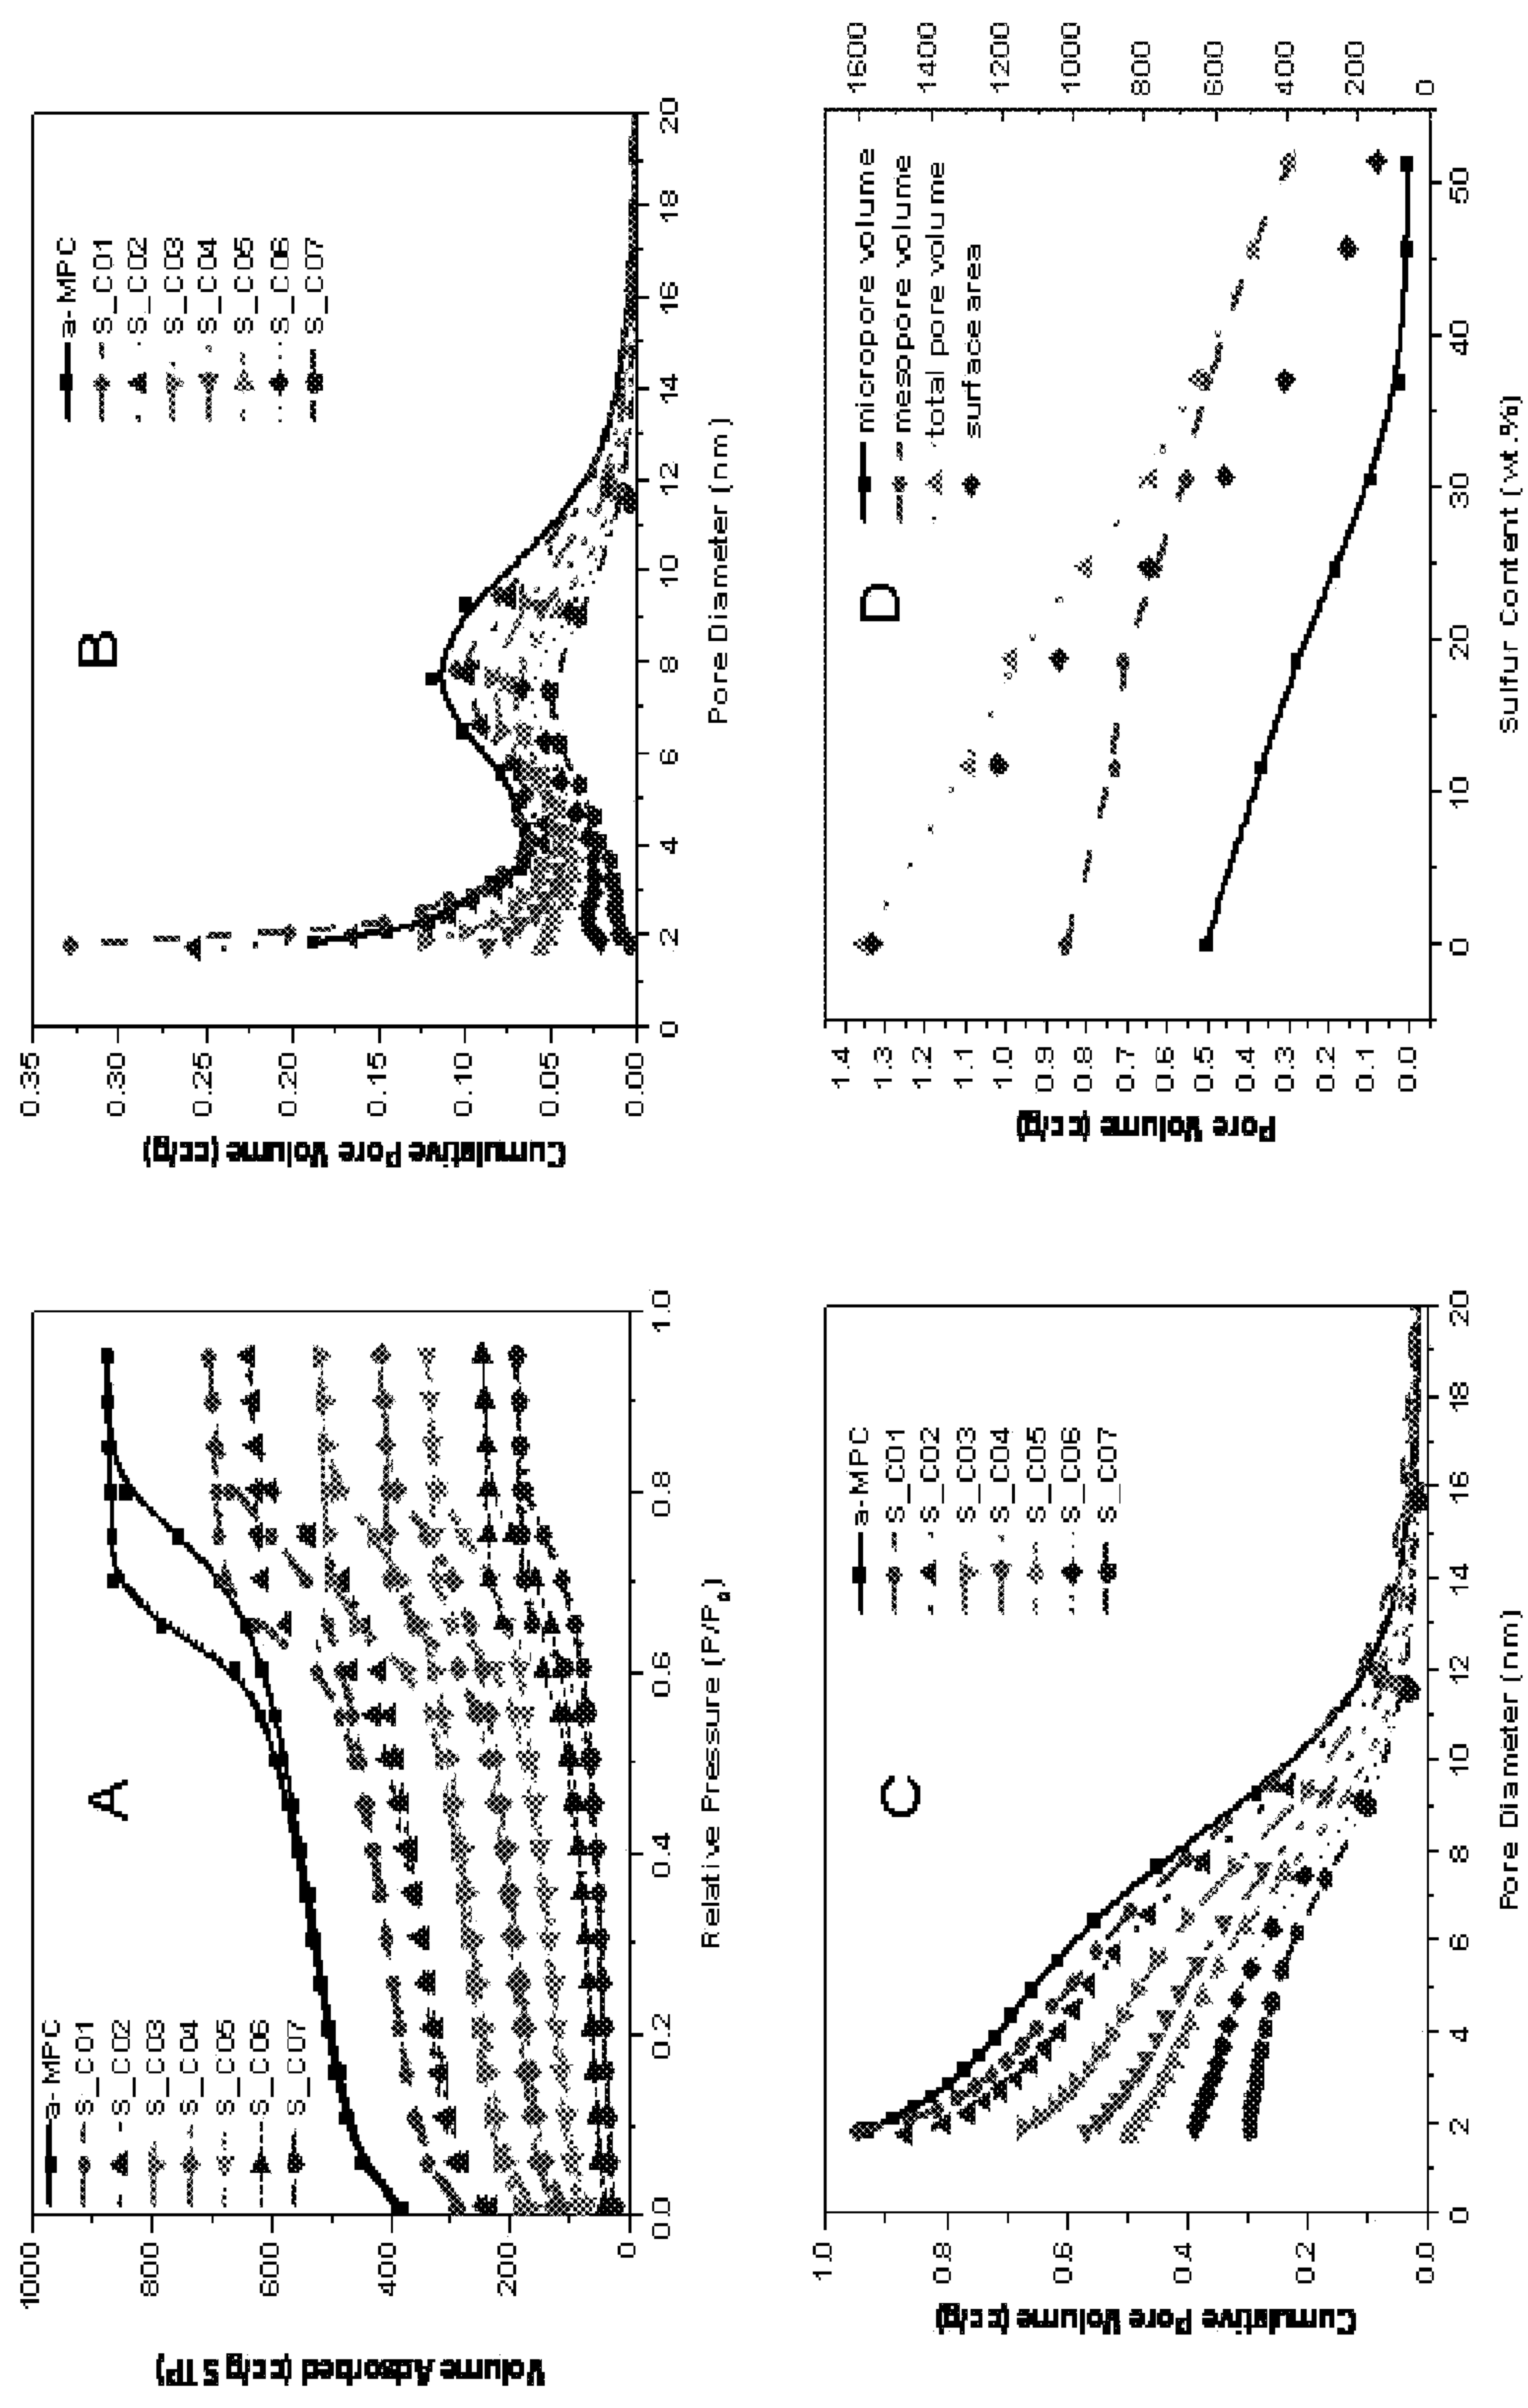 A
Volume Adsorbed (cc/g STP)
1000
800
600
400
200
0
0.0
0.2
0.4
0.6
0.8
1.0
Relative Pressure (P/P0)
a-MPC
S_C01
S_C02
S_C03
S_C04
S_C05
S_C06
S_C07
B
Cumulative Pore Volume (cc/g)
0.35
0.30
0.25
0.20
0.15
0.10
0.05
0.00
0
2
4
6
8
10
12
14
16
18
20
Pore Diameter (nm)
a-MPC
S_C01
S_C02
S_C03
S_C04
S_C05
S_C06
S_C07
C
Cumulative Pore Volume (cc/g)
1.0
0.8
0.6
0.4
0.2
0.0
0
2
4
6
8
10
12
14
16
18
20
Pore Diameter (nm)
a-MPC
S_C01
S_C02
S_C03
S_C04
S_C05
S_C06
S_C07
D
Pore Volume (cc/g)
1.4
1.3
1.2
1.1
1.0
0.9
0.8
0.7
0.6
0.5
0.4
0.3
0.2
0.1
0.0
0
10
20
30
40
50
Sulfur Content (wt.%)
1600
1400
1200
1000
800
600
400
200
0
micropore volume
mesopore volume
total pore volume
surface area